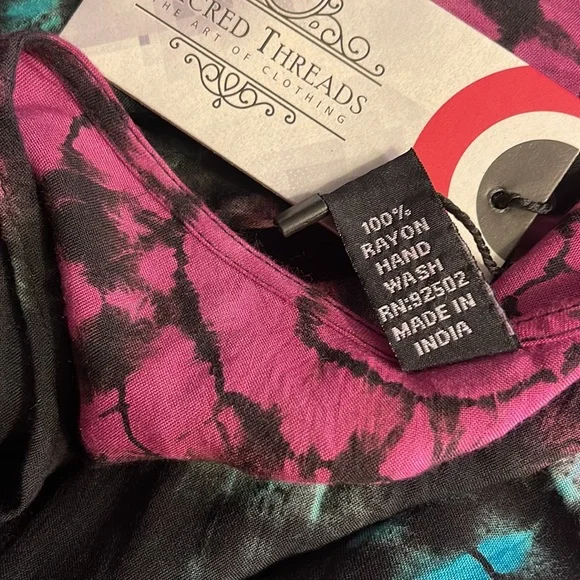 CRED THREADS
THE ART OF CLOTHING
100%
RAYON
HAND
WASH
RN:92502
MADE IN
INDIA